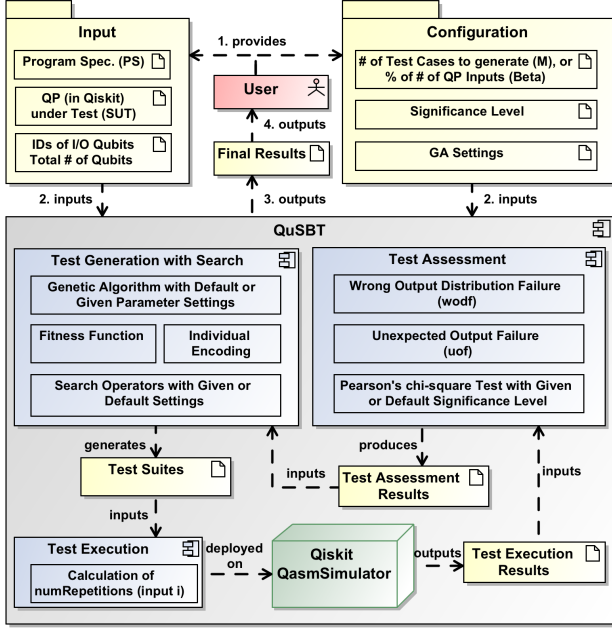 Input
Program Spec. (PS)
QP (in Qiskit)
under Test (SUT)
IDs of I/O Qubits
Total # of Qubits
1. provides
User
4. outputs
Final Results
Configuration
# of Test Cases to generate (M), or
% of # of QP Inputs (Beta)
Significance Level
GA Settings
2. inputs
3. outputs
2. inputs
QuSBT
Test Generation with Search
Genetic Algorithm with Default or
Given Parameter Settings
Fitness Function
Individual
Encoding
Search Operators with Given or
Default Settings
Test Assessment
Wrong Output Distribution Failure
(wodf)
Unexpected Output Failure
(uof)
Pearson's chi-square Test with Given
or Default Significance Level
generates
Test Suites
inputs
inputs
produces
Test Assessment
Results
inputs
Test Execution
Calculation of
numRepetitions (input i)
deployed
on
Qiskit
QasmSimulator
outputs
Test Execution
Results